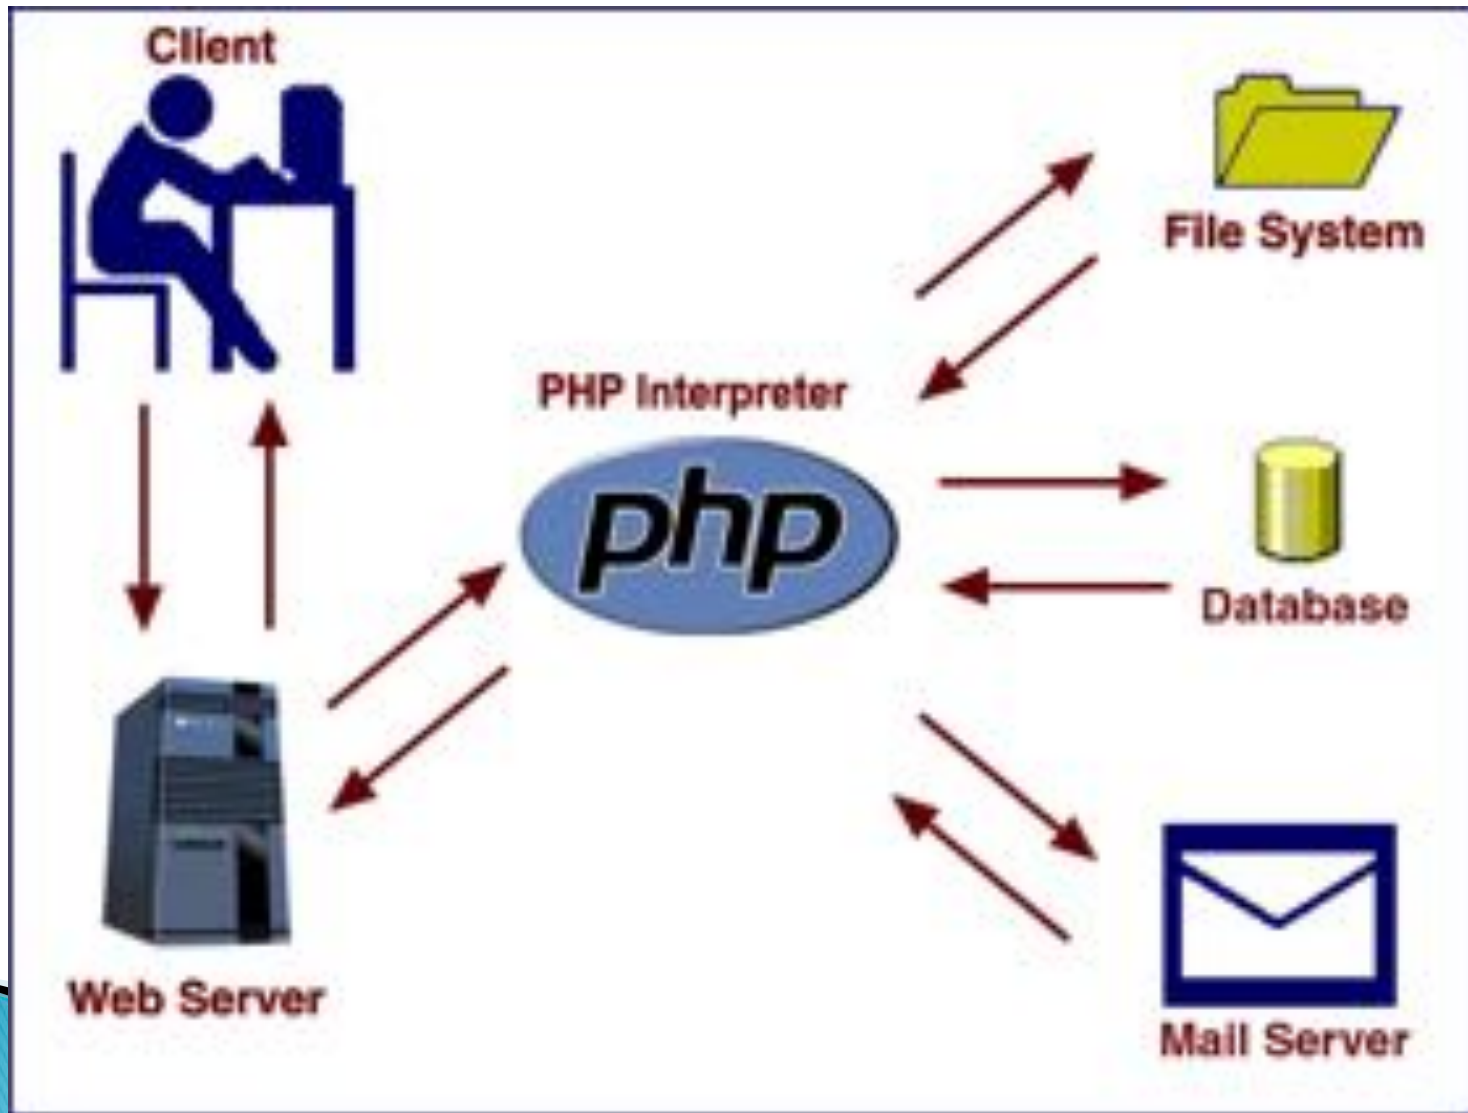 Client
File System
PHP Interpreter
php
Database
Web Server
Mail Server